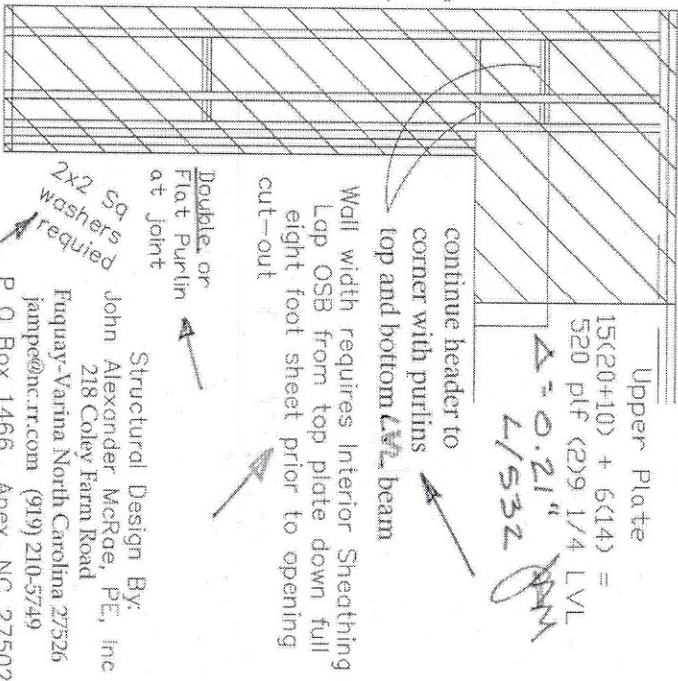 Upper Plate
15(20+10) + 6(14) =
520 plf (2)9 1/4 LVL
Δ = 0.21"
L/532 JAM
continue header to
corner with purlins
top and bottom LVL beam
Wall width requires Interior Sheathing
Lap OSB from top plate down full
eight foot sheet prior to opening
cut-out
Double or
Flat Purlin
at joint
2x2 Sq
washers
requied
Structural Design By:
John Alexander McRae, PE, inc
218 Coley Farm Road
Fuquay-Varina North Carolina 27526
jampe@nc.rr.com (919) 210-5749
P O Box 1466 Apex NC 27502